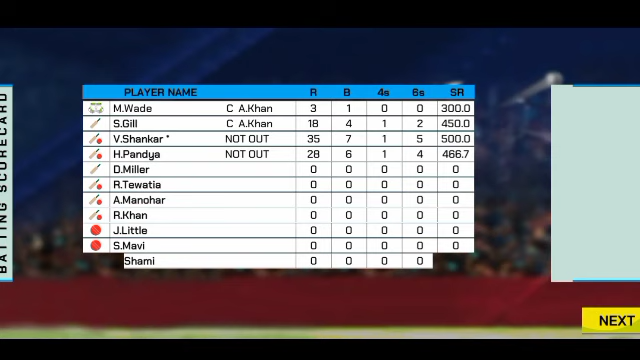 BATTING SCORECARD
PLAYER NAME R B 4s 6s SR
M.Wade C A.Khan 3 1 0 0 300.0
S.Gill C A.Khan 18 4 1 2 450.0
V.Shankar * NOT OUT 35 7 1 5 500.0
H.Pandya NOT OUT 28 6 1 4 466.7
D.Miller 0 0 0 0 0
R.Tewatia 0 0 0 0 0
A.Manohar 0 0 0 0 0
R.Khan 0 0 0 0 0
J.Little 0 0 0 0 0
S.Mavi 0 0 0 0 0
Shami 0 0 0 0
NEXT